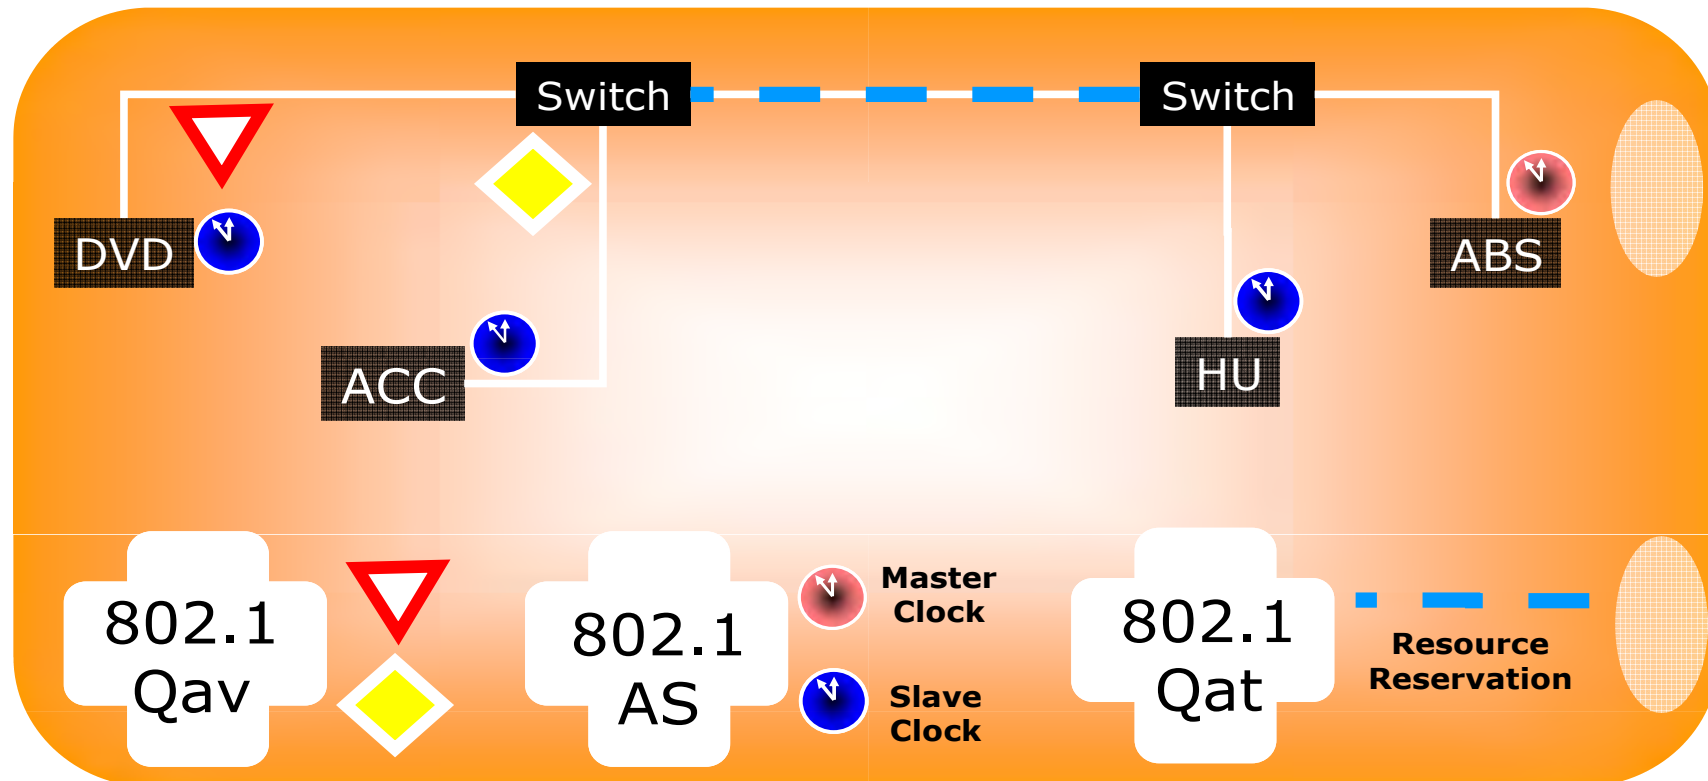 Switch
Switch
DVD
ABS
ACC
HU
802.1
Qav
802.1
AS
Master
Clock
Slave
Clock
802.1
Qat
Resource
Reservation